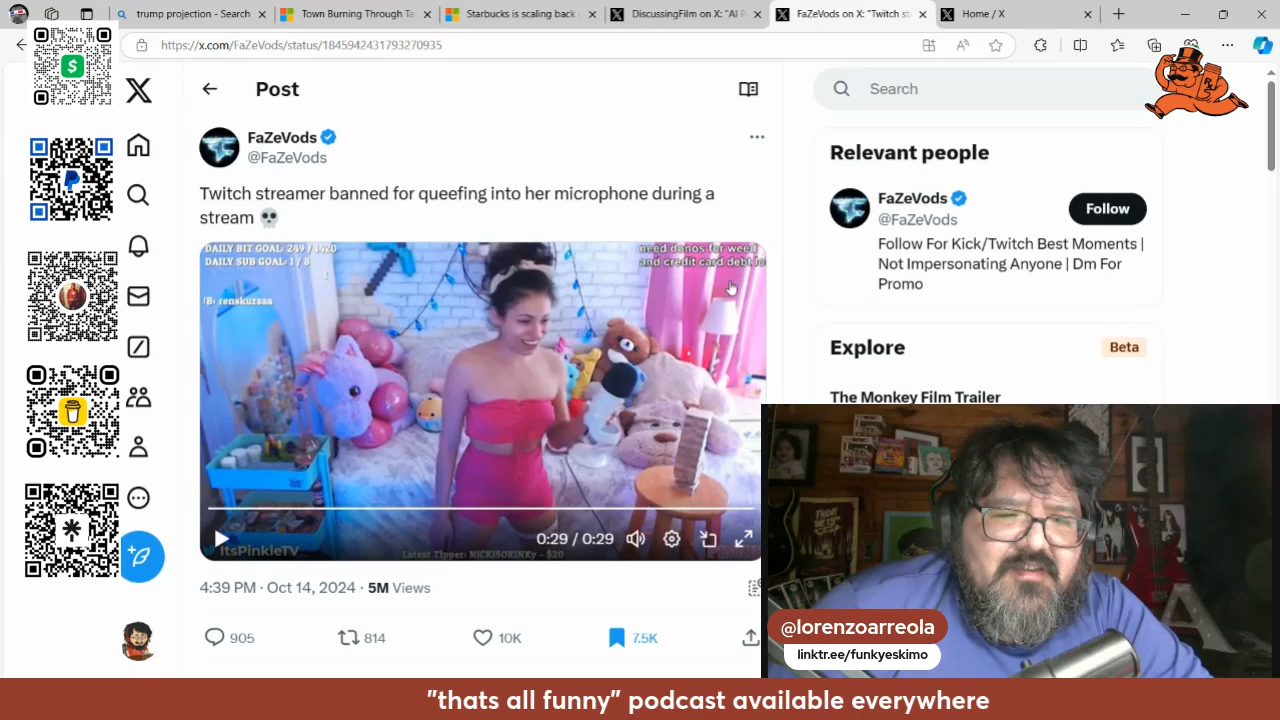 trump projection - Search
Town Burning Through Ta
Starbucks is scaling back
DiscussingFilm on X: "AI P
FaZeVods on X: "Twitch st
Home / X
https://x.com/FaZeVods/status/1845942431793270935
Post
Search
FaZeVods
@FaZeVods
Twitch streamer banned for queefing into her microphone during a
stream 💀
DAILY BIT GOAL: 249 / 1420
DAILY SUB GOAL: 1 / 6
need donos for weed
and credit card debt
renskursaa
0:29 / 0:29
ItsPinkieTV
Latest Tipper: NICKISOKINKy - $20
4:39 PM · Oct 14, 2024 · 5M Views
905
814
10K
7.5K
Relevant people
FaZeVods
@FaZeVods
Follow
Follow For Kick/Twitch Best Moments |
Not Impersonating Anyone | Dm For
Promo
Explore
Beta
The Monkey Film Trailer
@lorenzoarreola
linktr.ee/funkyeskimo
"thats all funny" podcast available everywhere